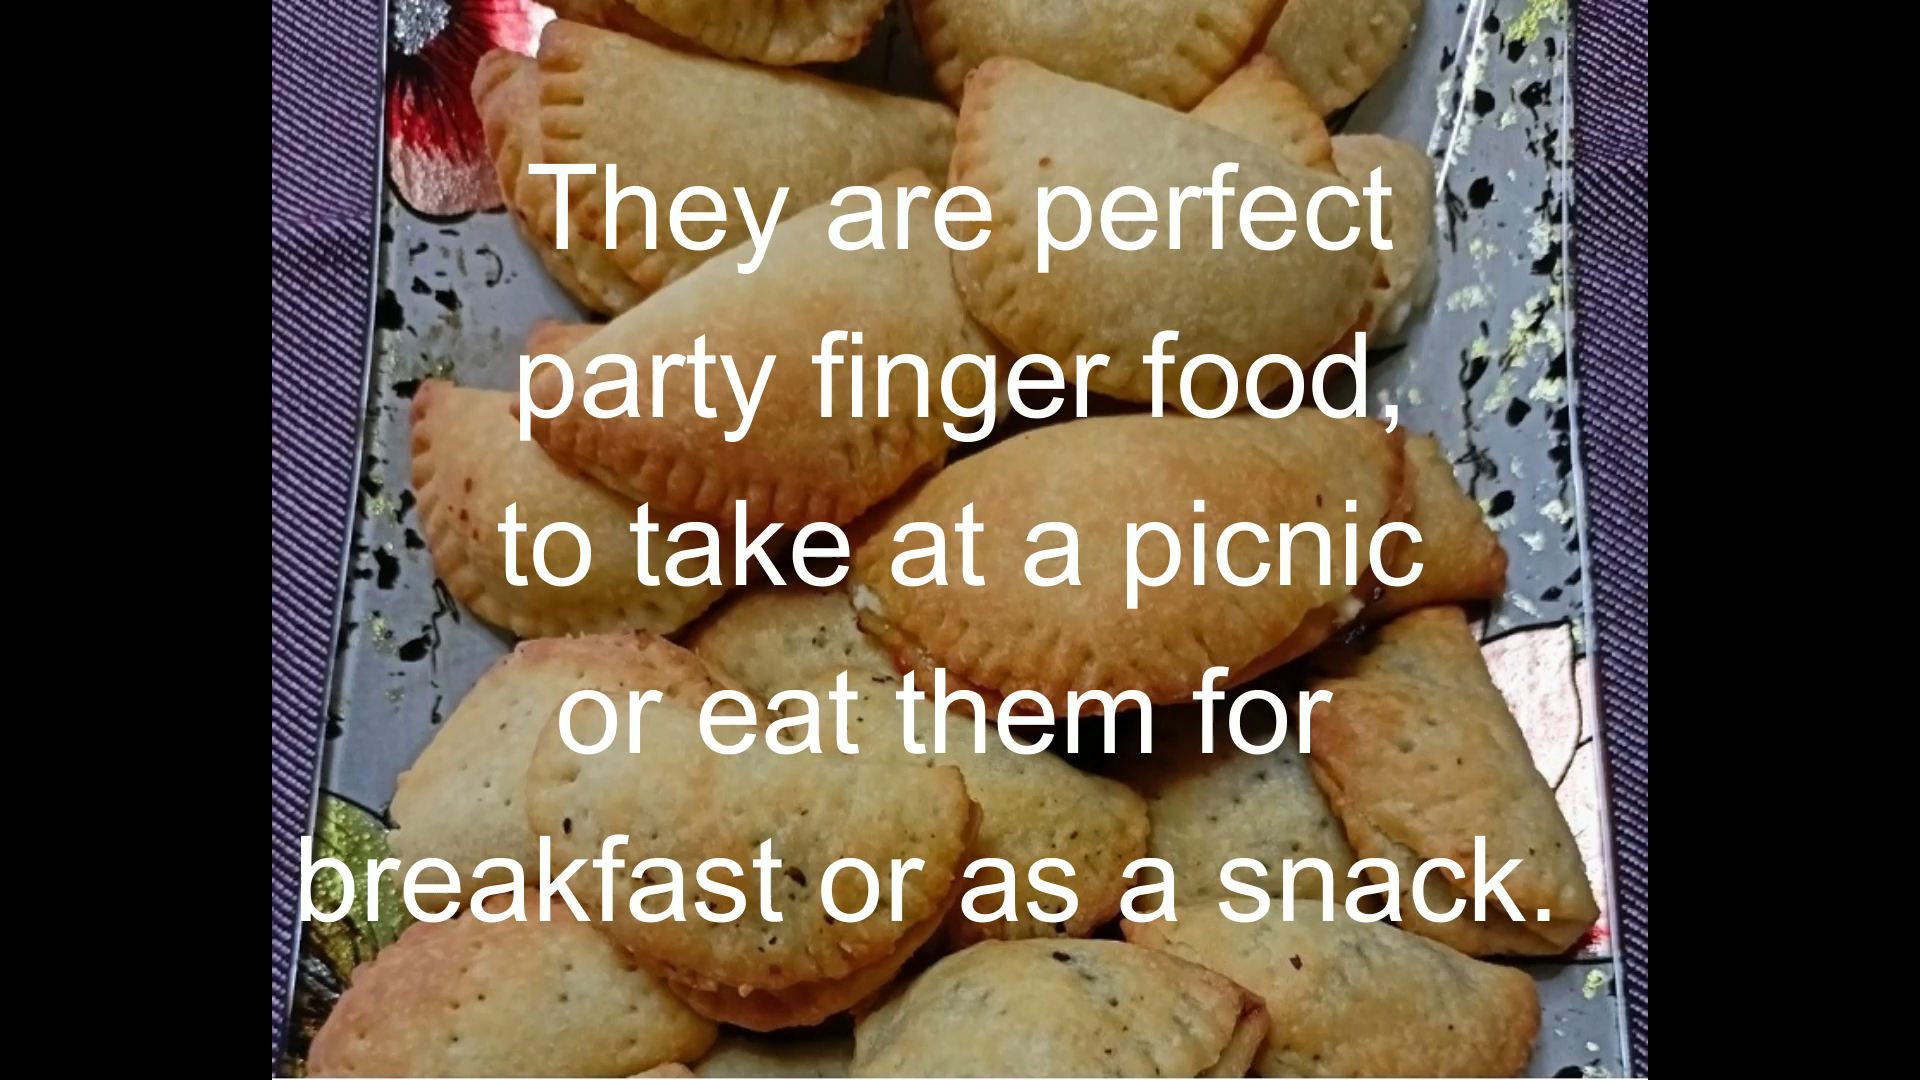 They are perfect
party finger food,
to take at a picnic
or eat them for
breakfast or as a snack.